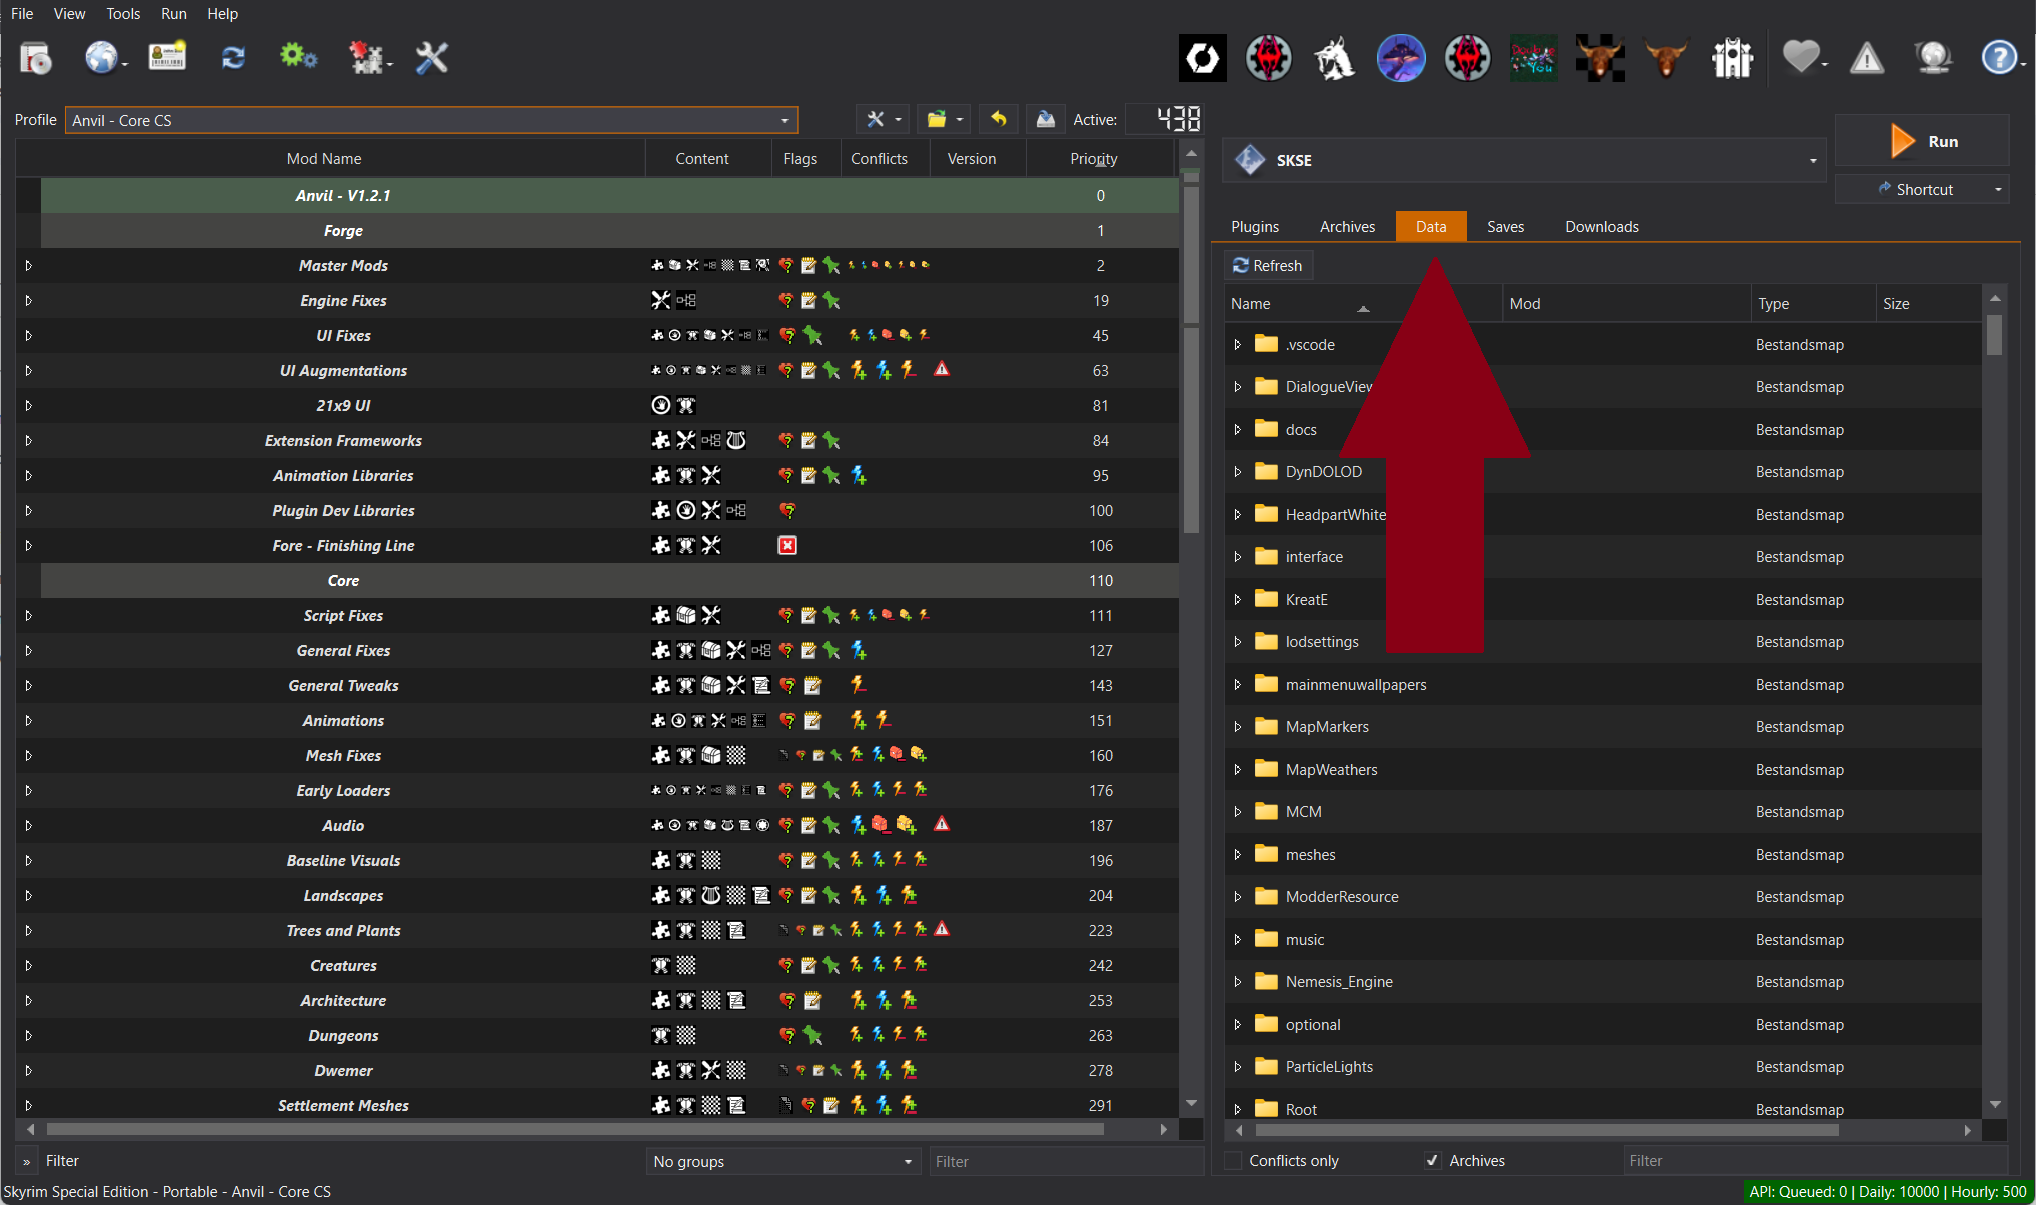 File View Tools Run Help
Profile Anvil - Core CS Active: 438
Mod Name Content Flags Conflicts Version Priority
Anvil - V1.2.1 0
Forge 1
Master Mods 2
Engine Fixes 19
UI Fixes 45
UI Augmentations 63
21x9 UI 81
Extension Frameworks 84
Animation Libraries 95
Plugin Dev Libraries 100
Fore - Finishing Line 106
Core 110
Script Fixes 111
General Fixes 127
General Tweaks 143
Animations 151
Mesh Fixes 160
Early Loaders 176
Audio 187
Baseline Visuals 196
Landscapes 204
Trees and Plants 223
Creatures 242
Architecture 253
Dungeons 263
Dwemer 278
Settlement Meshes 291
» Filter No groups Filter
SKSE
Run
Shortcut
Plugins Archives Data Saves Downloads
Refresh
Name Mod Type Size
.vscode Bestandsmap
DialogueView Bestandsmap
docs Bestandsmap
DynDOLOD Bestandsmap
HeadpartWhite Bestandsmap
interface Bestandsmap
KreatE Bestandsmap
lodsettings Bestandsmap
mainmenuwallpapers Bestandsmap
MapMarkers Bestandsmap
MapWeathers Bestandsmap
MCM Bestandsmap
meshes Bestandsmap
ModderResource Bestandsmap
music Bestandsmap
Nemesis_Engine Bestandsmap
optional Bestandsmap
ParticleLights Bestandsmap
Root Bestandsmap
Conflicts only Archives Filter
Skyrim Special Edition - Portable - Anvil - Core CS
API: Queued: 0 | Daily: 10000 | Hourly: 500